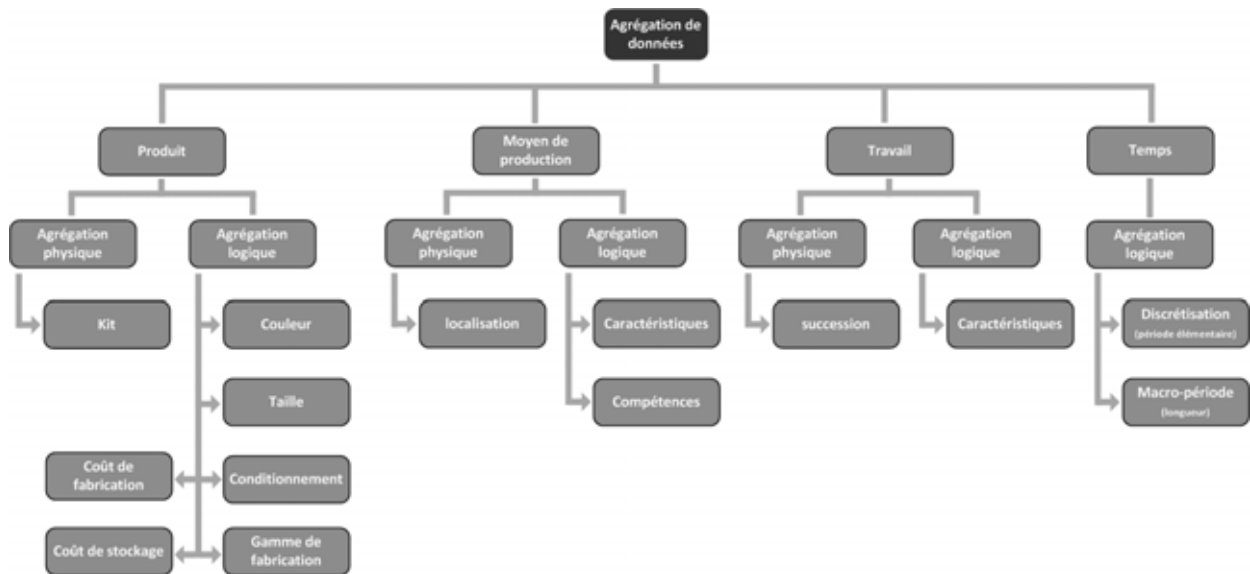 Agrégation de
données
Produit
Moyen de
production
Travail
Temps
Agrégation
physique
Agrégation
logique
Agrégation
physique
Agrégation
logique
Agrégation
physique
Agrégation
logique
Agrégation
logique
Kit
Couleur
localisation
Caractéristiques
succession
Caractéristiques
Discrétisation
(période élémentaire)
Taille
Compétences
Macro-période
(longueur)
Coût de
fabrication
Conditionnement
Coût de stockage
Gamme de
fabrication